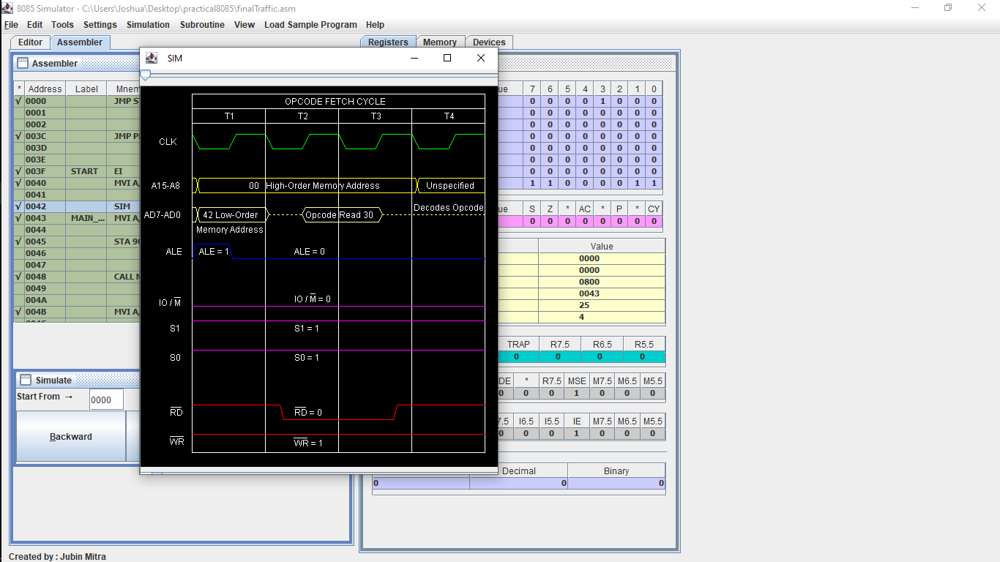 8085 Simulator - C:\Users\Joshua\Desktop\practical8085\finalTraffic.asm
File Edit Tools Settings Simulation Subroutine View Load Sample Program Help
Editor Assembler
Registers Memory Devices
Assembler
* Address Label Mnem
√ 0000 JMP ST
0001
0002
√ 003C JMP P
003D
003E
√ 003F START EI
√ 0040 MVI A,
0041
√ 0042 SIM
√ 0043 MAIN_... MVI A,
0044
√ 0045 STA 90
0046
0047
√ 0048 CALL
0049
004A
√ 004B MVI A,
Simulate
Start From → 0000
Backward
SIM
OPCODE FETCH CYCLE
T1 T2 T3 T4
CLK
A15-A8 00 High-Order Memory Address Unspecified
Decodes Opcode
AD7-AD0 42 Low-Order Opcode Read 30
Memory Address
ALE ALE = 1 ALE = 0
IO / M̅ IO / M̅ = 0
S1 S1 = 1
S0 S0 = 1
R̅D̅ R̅D̅ = 0
W̅R̅ W̅R̅ = 1
ue 7 6 5 4 3 2 1 0
0 0 0 0 1 0 0 0
0 0 0 0 0 0 0 0
0 0 0 0 0 0 0 0
0 0 0 0 0 0 0 0
0 0 0 0 0 0 0 0
0 0 0 0 0 0 0 0
0 0 0 0 0 0 0 0
1 1 0 0 0 0 1 1
ue S Z * AC * P * CY
0 0 0 0 0 0 0 0
Value
0000
0000
0800
0043
25
4
TRAP R7.5 R6.5 R5.5
0 0 0 0
DE * R7.5 MSE M7.5 M6.5 M5.5
0 0 0 1 0 0 0
7.5 I6.5 I5.5 IE M7.5 M6.5 M5.5
0 0 0 1 0 0 0
Decimal Binary
0 0 0
Created by : Jubin Mitra